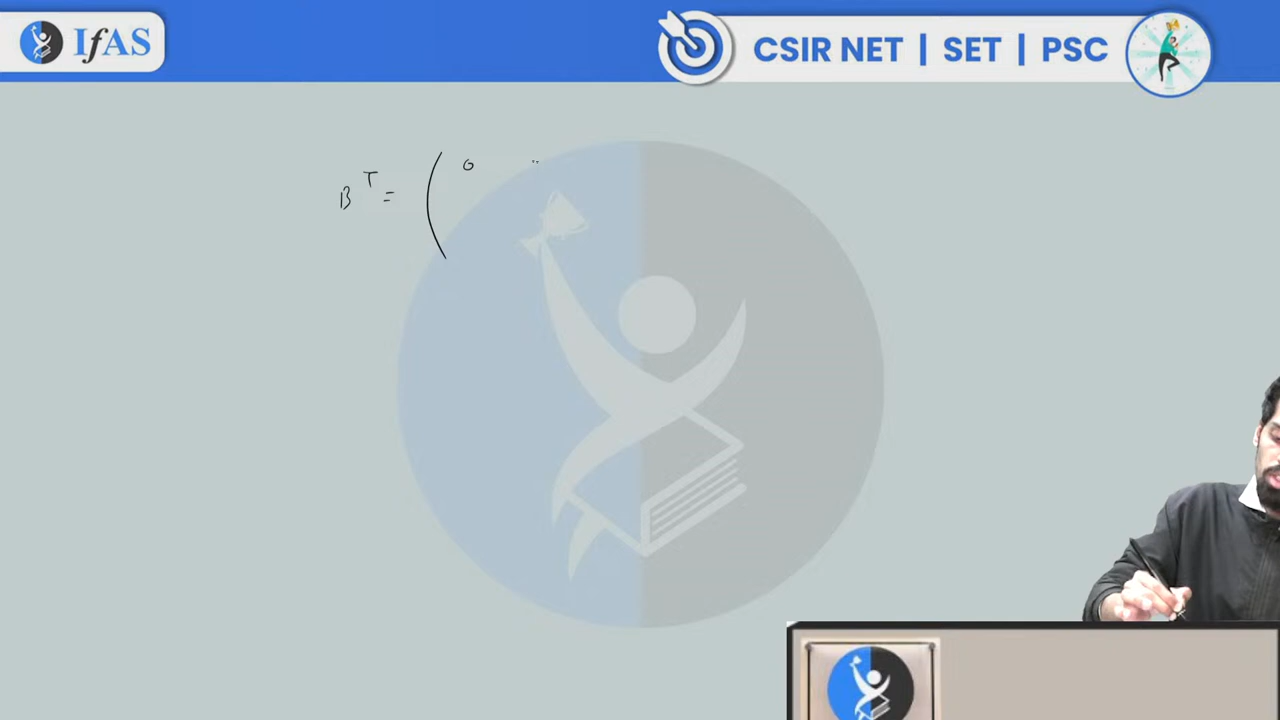 IfAS
CSIR NET | SET | PSC
B^T = ( 0 ..